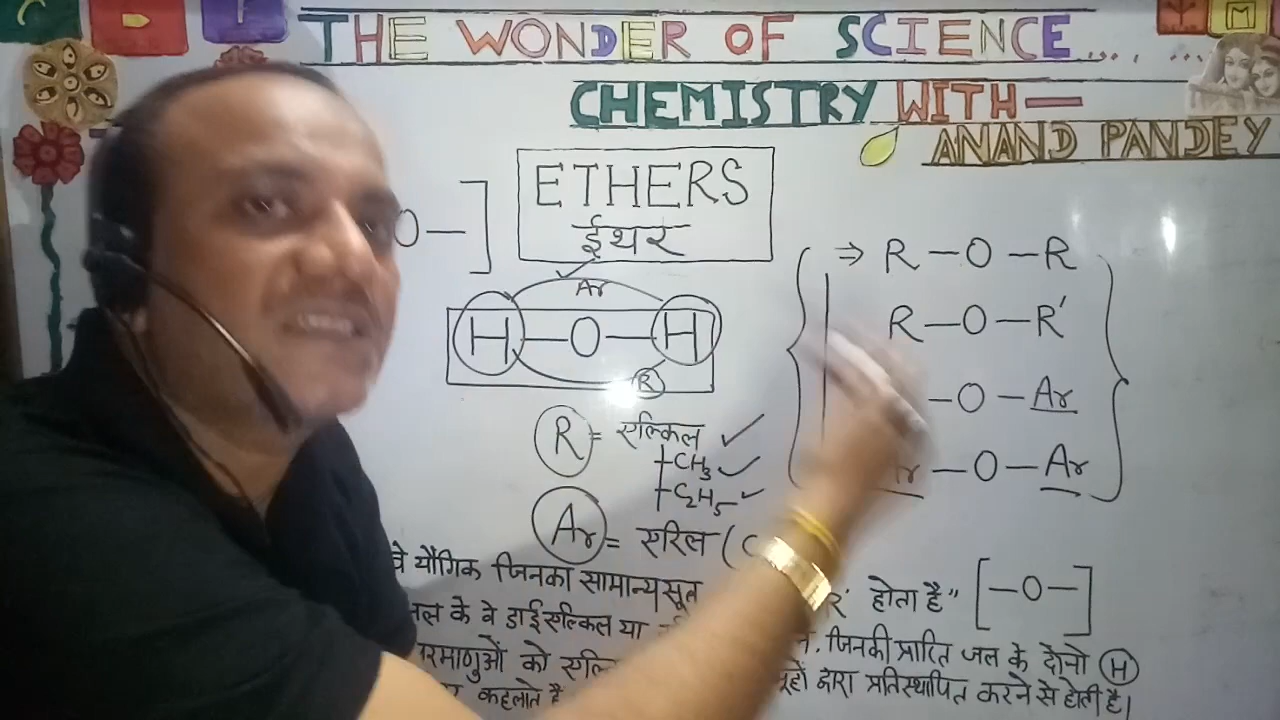 THE WONDER OF SCIENCE.... ...
CHEMISTRY WITH—
ANAND PANDEY
M
O—]
ETHERS
ईथर
Ar
H—O—H
R
R = एल्किल ✓
-CH3 ✓
-C2H5 ✓
Ar = एरिल (C
⇒ R—O—R
R—O—R'
—O—Ar
Ar—O—Ar
वे यौगिक जिनका सामान्य सूत्र R' होता है" [—O—]
जल के वे डाईएल्किल या जिनकी प्राप्ति जल के दोनो H
परमाणुओं को एल्कि द्वारा प्रतिस्थापित करने से होती है।
कहलाते है